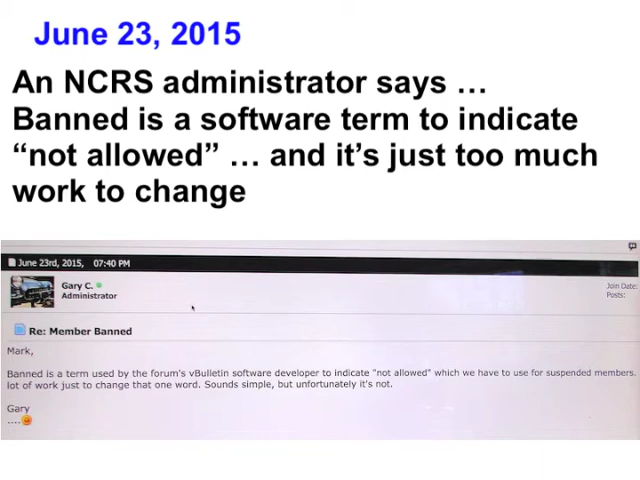 June 23, 2015
An NCRS administrator says …
Banned is a software term to indicate
“not allowed” … and it’s just too much
work to change
June 23rd, 2015, 07:40 PM
Gary C.
Administrator
Join Date:
Posts:
Re: Member Banned
Mark,
Banned is a term used by the forum's vBulletin software developer to indicate "not allowed" which we have to use for suspended members.
lot of work just to change that one word. Sounds simple, but unfortunately it's not.
Gary
....